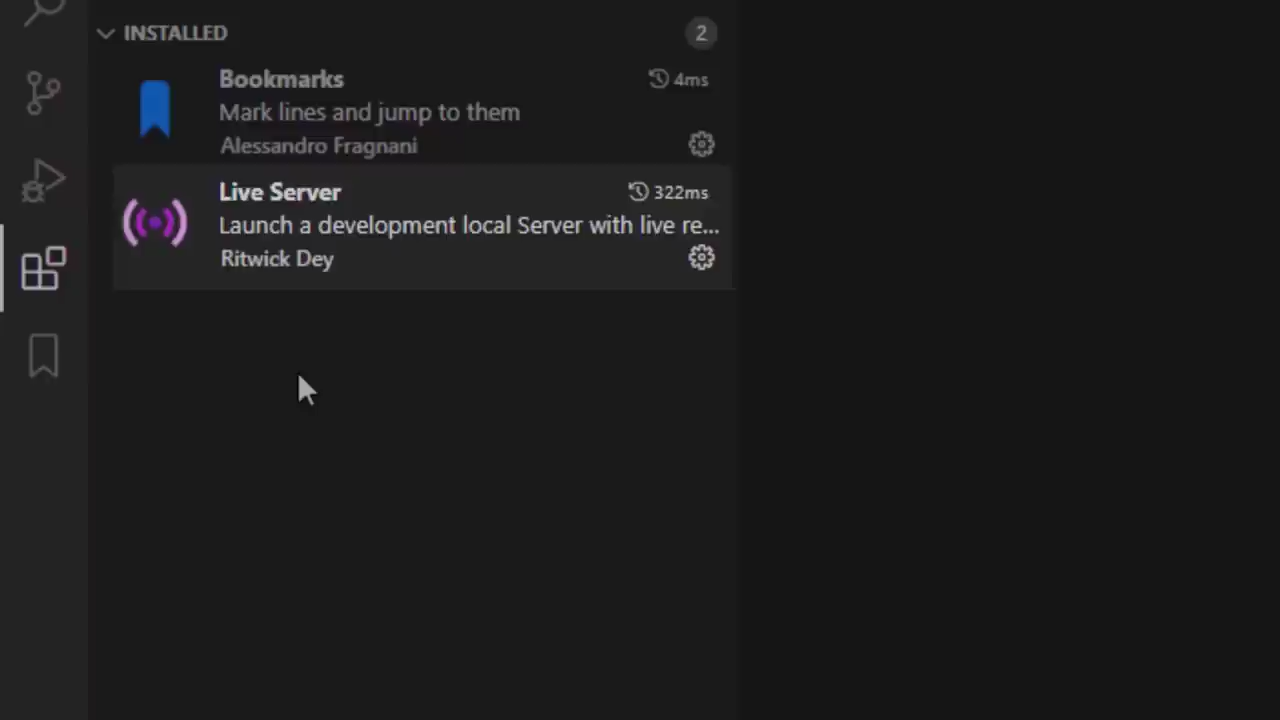 INSTALLED 2
Bookmarks 4ms
Mark lines and jump to them
Alessandro Fragnani
Live Server 322ms
Launch a development local Server with live re...
Ritwick Dey